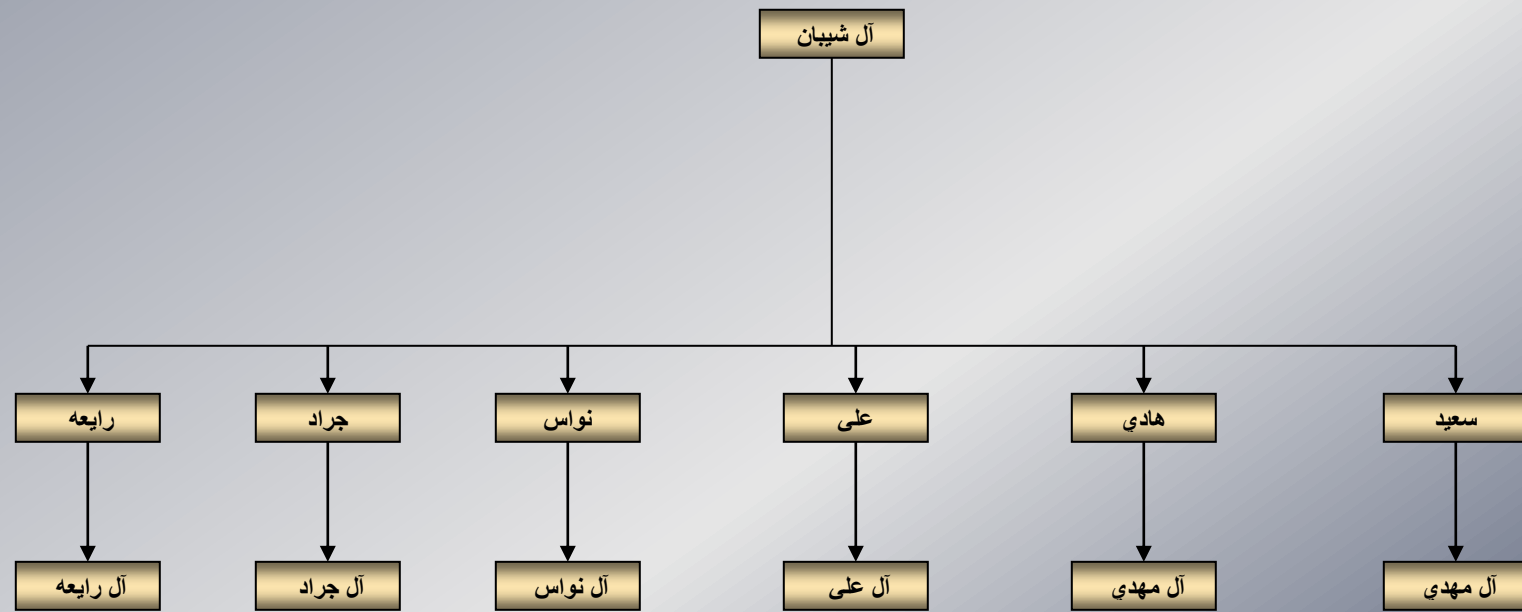 آل شيبان
سعيد
هادي
على
نواس
جراد
رايعه
آل مهدي
آل مهدي
آل على
آل نواس
آل جراد
آل رايعه